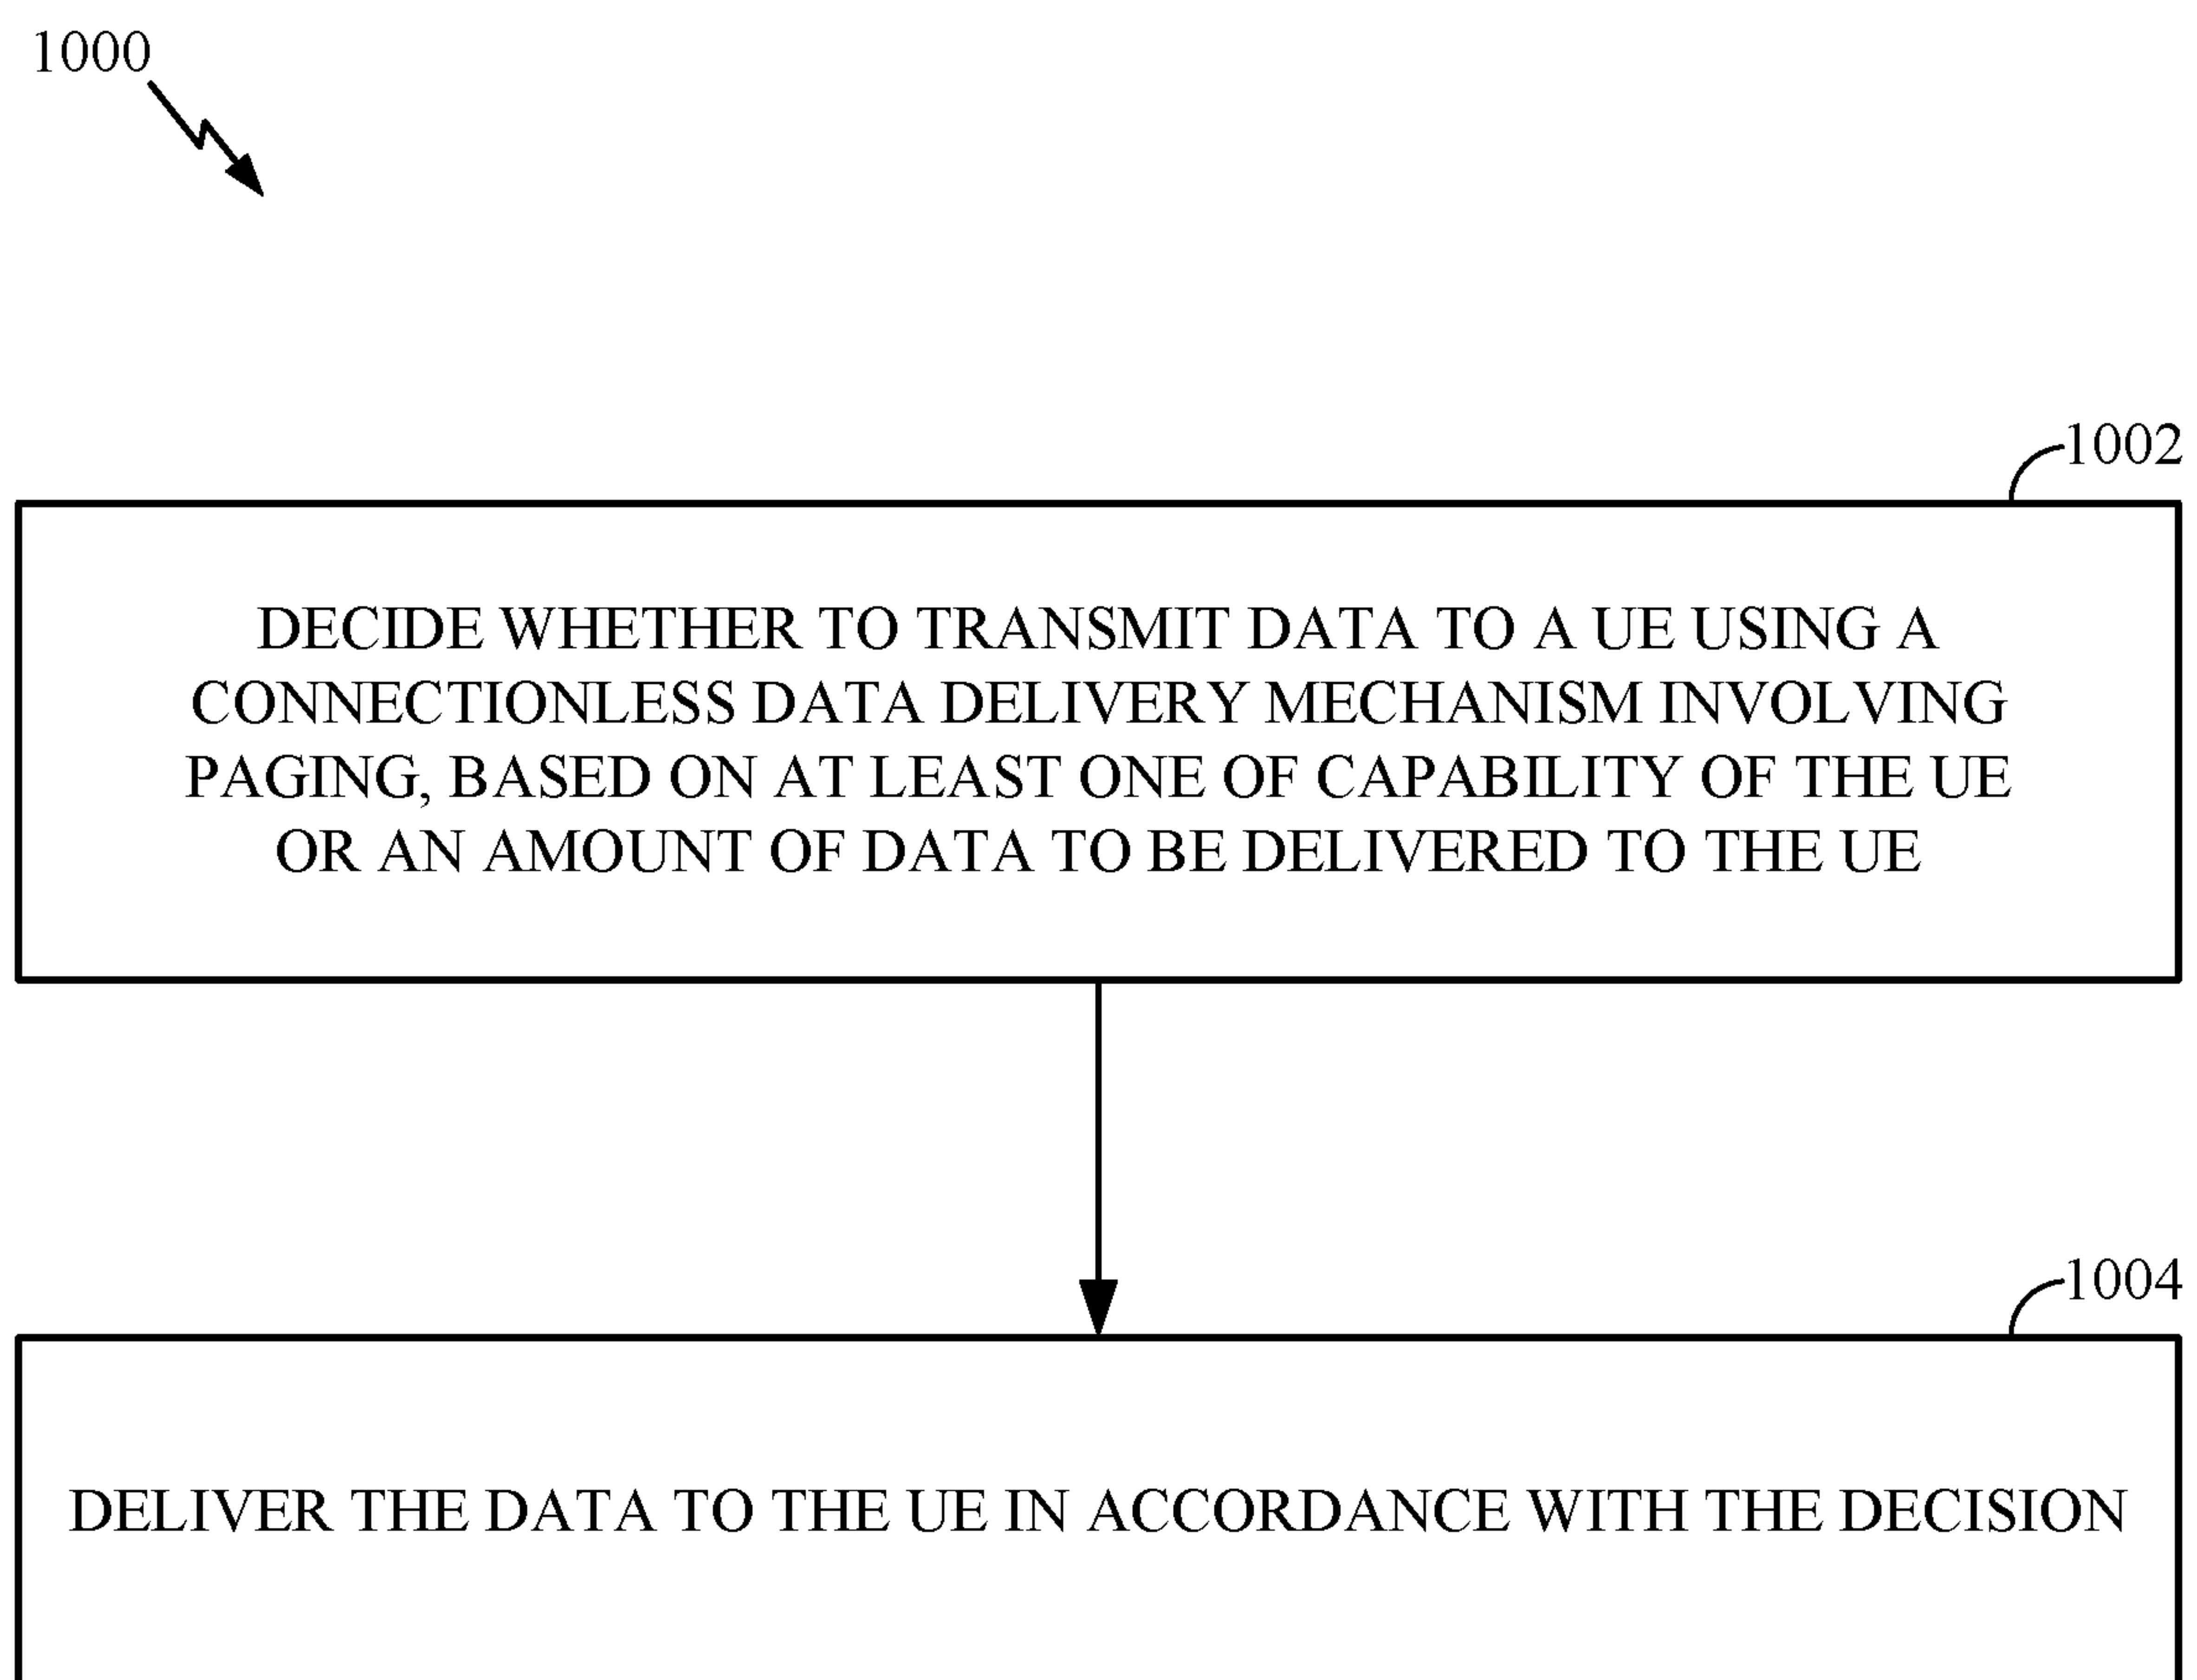 1000
1002
DECIDE WHETHER TO TRANSMIT DATA TO A UE USING A
CONNECTIONLESS DATA DELIVERY MECHANISM INVOLVING
PAGING, BASED ON AT LEAST ONE OF CAPABILITY OF THE UE
OR AN AMOUNT OF DATA TO BE DELIVERED TO THE UE
1004
DELIVER THE DATA TO THE UE IN ACCORDANCE WITH THE DECISION